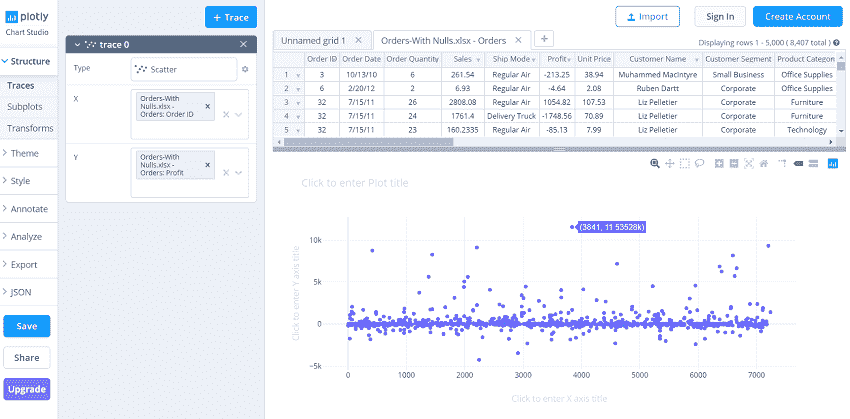 plotly
Chart Studio
Structure
Traces
Subplots
Transforms
Theme
Style
Annotate
Analyze
Export
JSON
Save
Share
Upgrade
+ Trace
trace 0
Type
Scatter
X
Orders-With
Nulls.xlsx -
Orders: Order ID
Y
Orders-With
Nulls.xlsx -
Orders: Profit
Import
Sign In
Create Account
Unnamed grid 1
Orders-With Nulls.xlsx - Orders
Displaying rows 1 - 5,000 ( 8,407 total )
Order ID Order Date Order Quantity Sales Ship Mode Profit Unit Price Customer Name Customer Segment Product Categon
1 3 10/13/10 6 261.54 Regular Air -213.25 38.94 Muhammed MacIntyre Small Business Office Supplies
2 6 2/20/12 2 6.93 Regular Air -4.64 2.08 Ruben Dartt Corporate Office Supplies
3 32 7/15/11 26 2808.08 Regular Air 1054.82 107.53 Liz Pelletier Corporate Furniture
4 32 7/15/11 24 1761.4 Delivery Truck -1748.56 70.89 Liz Pelletier Corporate Furniture
5 32 7/15/11 23 160.2335 Regular Air -85.13 7.99 Liz Pelletier Corporate Technology
Click to enter Plot title
(3841, 11.53528k)
Click to enter Y axis title
10k
5k
0
−5k
0 1000 2000 3000 4000 5000 6000 7000
Click to enter X axis title